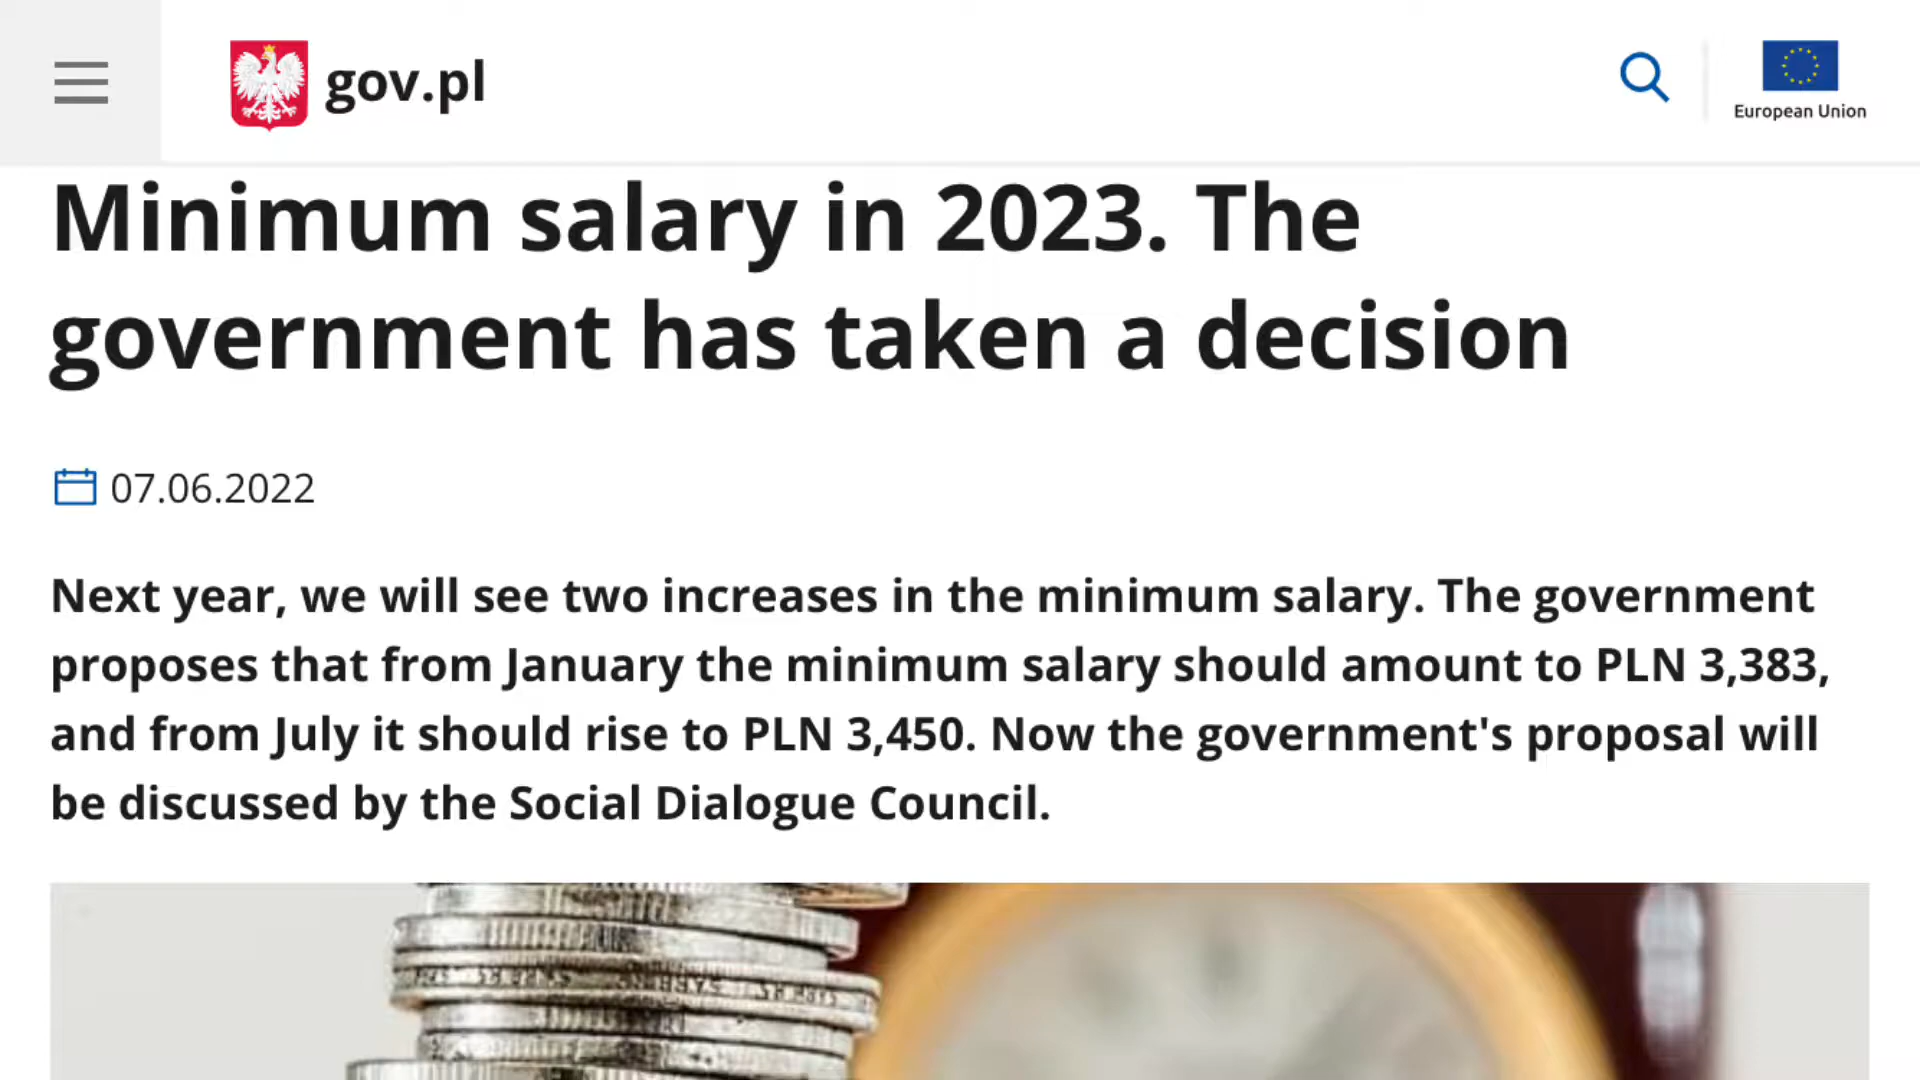 gov.pl
European Union
Minimum salary in 2023. The
government has taken a decision
07.06.2022
Next year, we will see two increases in the minimum salary. The government
proposes that from January the minimum salary should amount to PLN 3,383,
and from July it should rise to PLN 3,450. Now the government's proposal will
be discussed by the Social Dialogue Council.